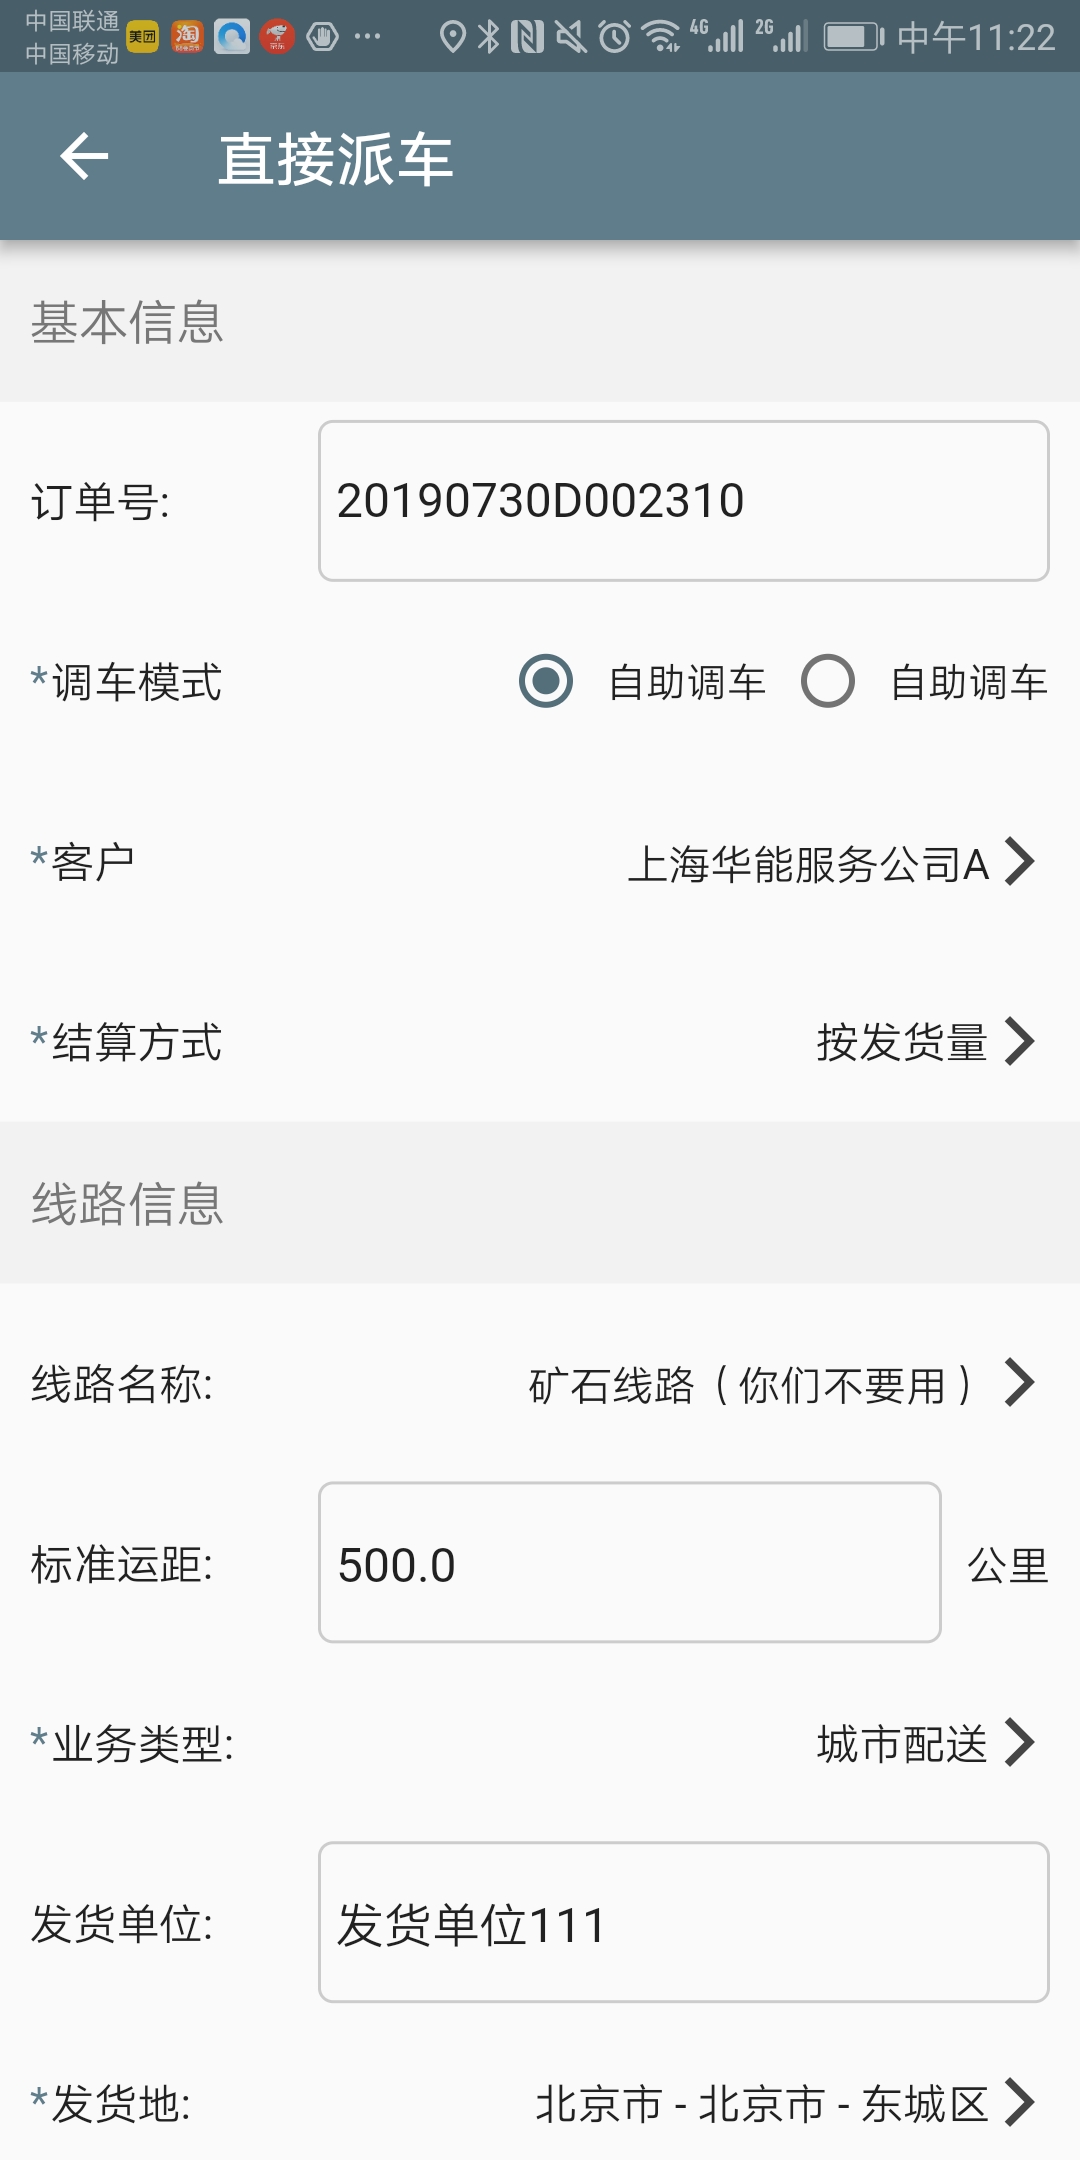 中国联通
中国移动
美团
淘
京东
4G
2G
中午11:22
直接派车
基本信息
订单号: 20190730D002310
*调车模式 自助调车 自助调车
*客户 上海华能服务公司A
*结算方式 按发货量
线路信息
线路名称: 矿石线路（你们不要用）
标准运距: 500.0 公里
*业务类型: 城市配送
发货单位: 发货单位111
*发货地: 北京市 - 北京市 - 东城区